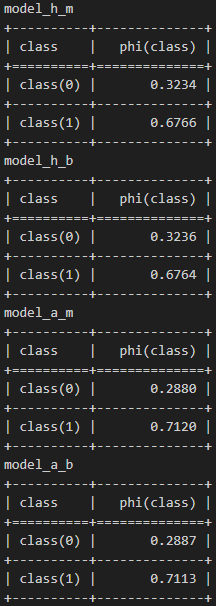 model_h_m
+----------+--------------+
| class    |   phi(class) |
+==========+==============+
| class(0) |       0.3234 |
+----------+--------------+
| class(1) |       0.6766 |
+----------+--------------+
model_h_b
+----------+--------------+
| class    |   phi(class) |
+==========+==============+
| class(0) |       0.3236 |
+----------+--------------+
| class(1) |       0.6764 |
+----------+--------------+
model_a_m
+----------+--------------+
| class    |   phi(class) |
+==========+==============+
| class(0) |       0.2880 |
+----------+--------------+
| class(1) |       0.7120 |
+----------+--------------+
model_a_b
+----------+--------------+
| class    |   phi(class) |
+==========+==============+
| class(0) |       0.2887 |
+----------+--------------+
| class(1) |       0.7113 |
+----------+--------------+